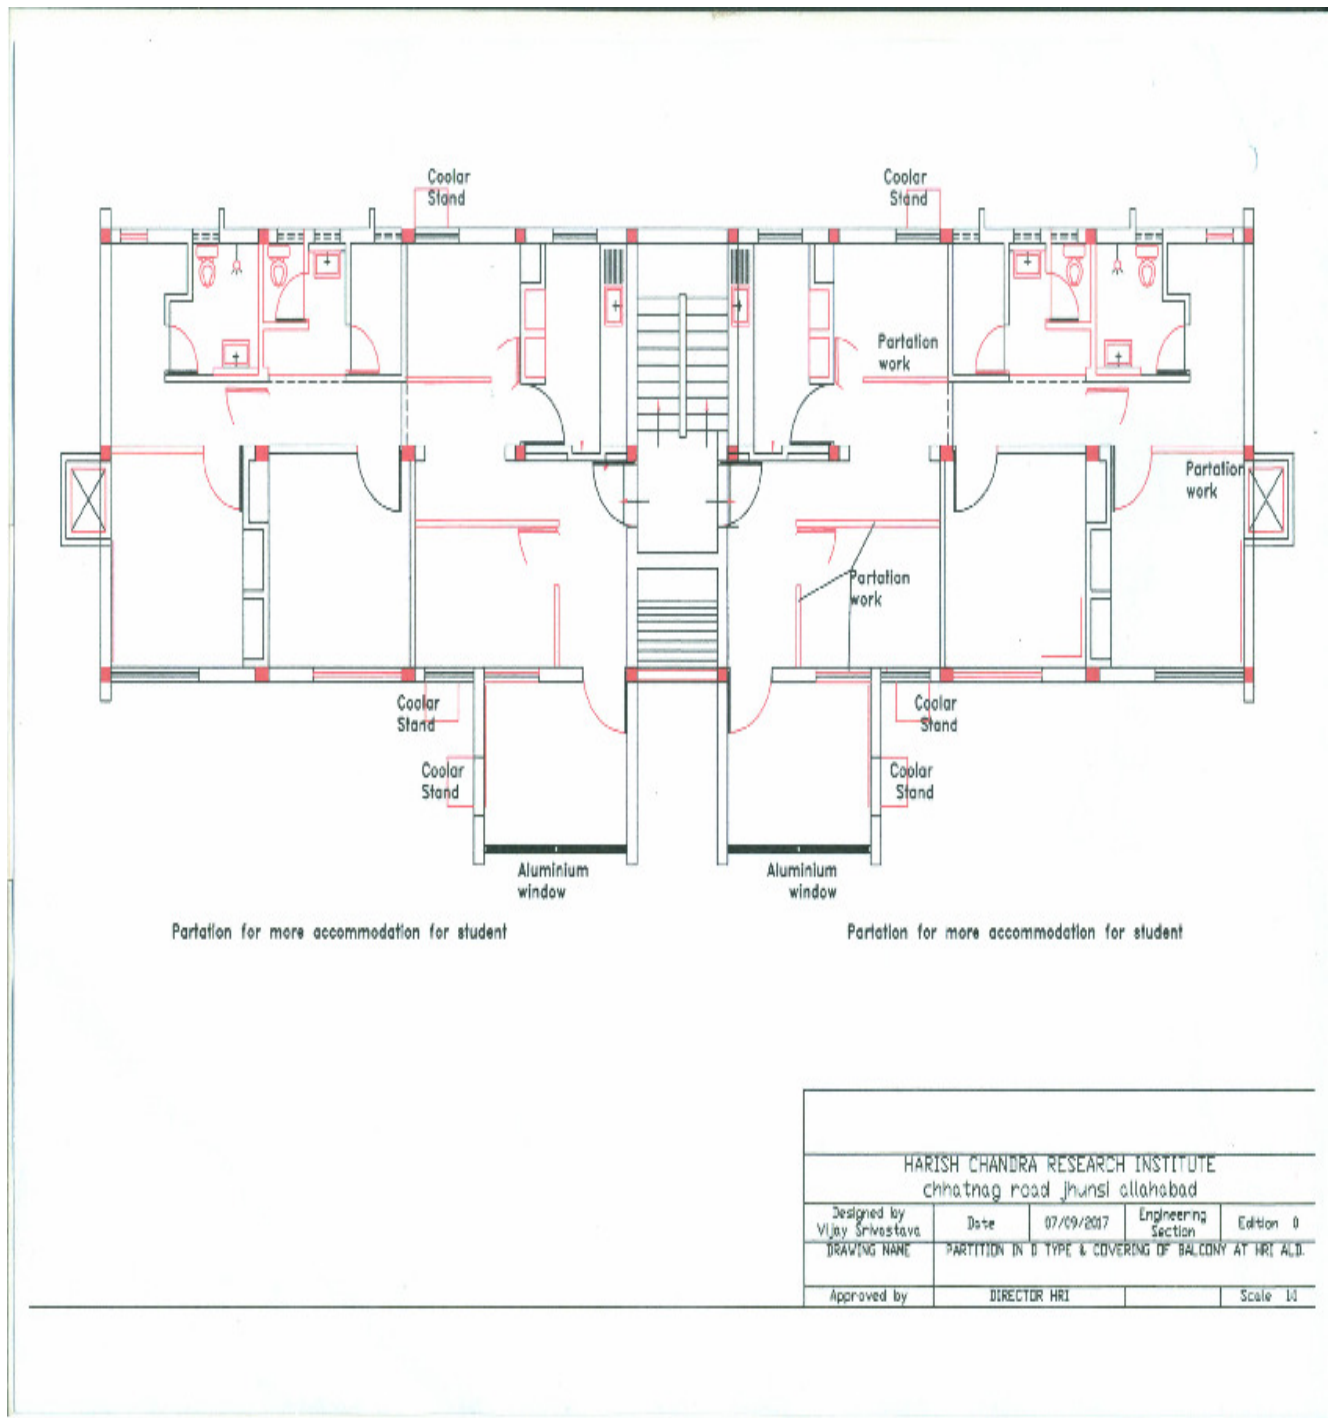 Coolar
Stand
Coolar
Stand
Partation
work
Partation
work
Partation
work
Coolar
Stand
Coolar
Stand
Coolar
Stand
Coolar
Stand
Aluminium
window
Aluminium
window
Partation for more accommodation for student
Partation for more accommodation for student
HARISH CHANDRA RESEARCH INSTITUTE
chhatnag road jhunsi allahabad
Designed by
Vijay Srivastava
Date
07/09/2017
Engineering
Section
Edition 0
DRAWING NAME
PARTITION IN D TYPE & COVERING OF BALCONY AT HRI ALD.
Approved by
DIRECTOR HRI
Scale 1:1